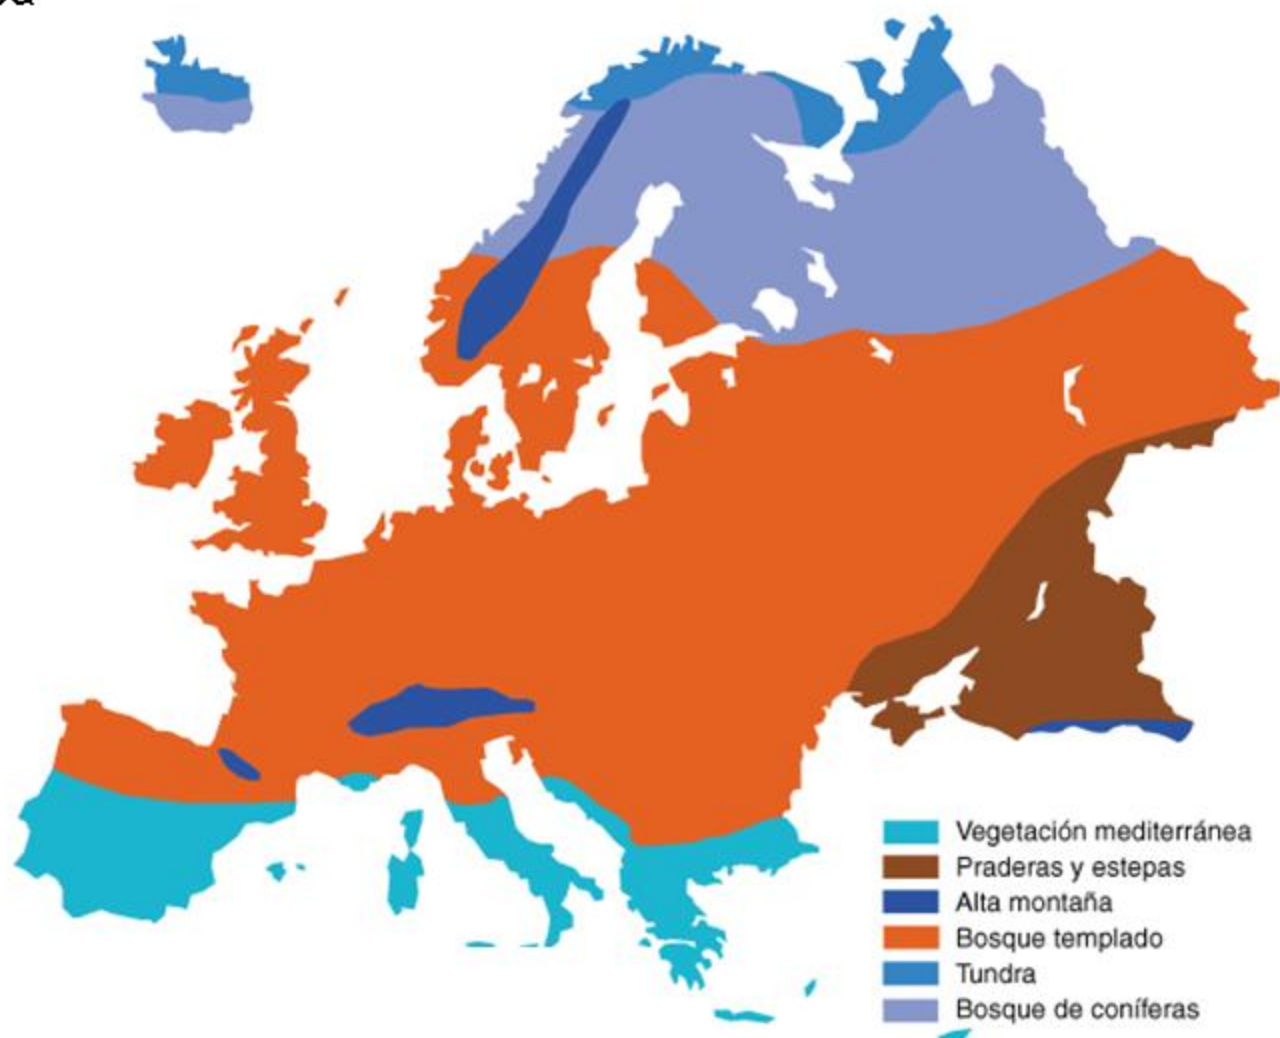 Vegetación mediterránea
Praderas y estepas
Alta montaña
Bosque templado
Tundra
Bosque de coníferas